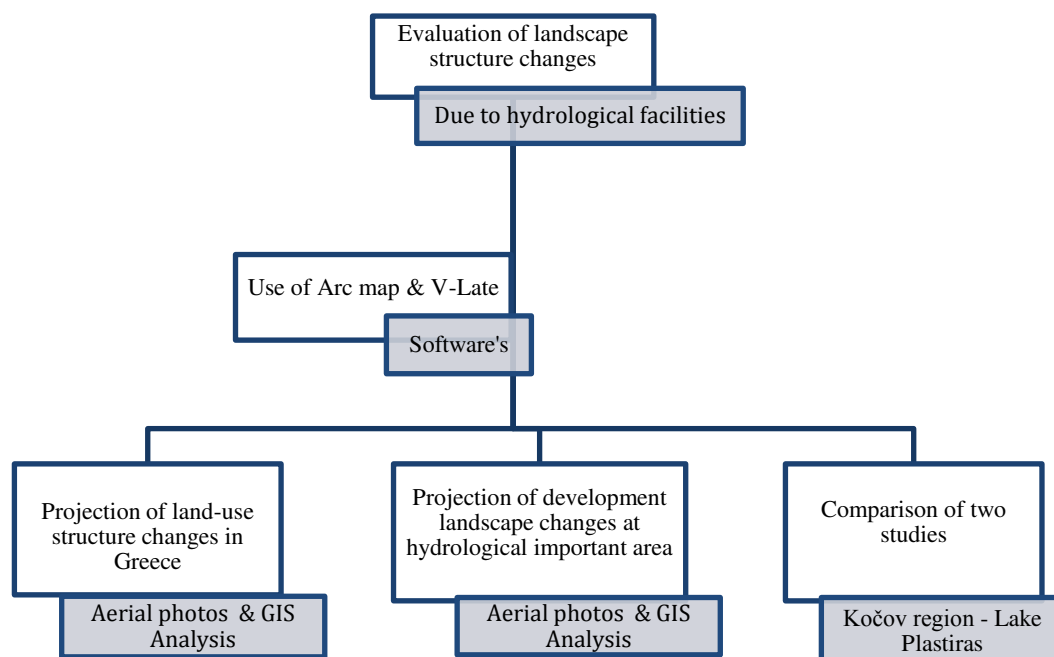 Evaluation of landscape
structure changes
Due to hydrological facilities
Use of Arc map & V-Late
Software's
Projection of land-use
structure changes in
Greece
Aerial photos & GIS
Analysis
Projection of development
landscape changes at
hydrological important area
Aerial photos & GIS
Analysis
Comparison of two
studies
Kočov region - Lake
Plastiras